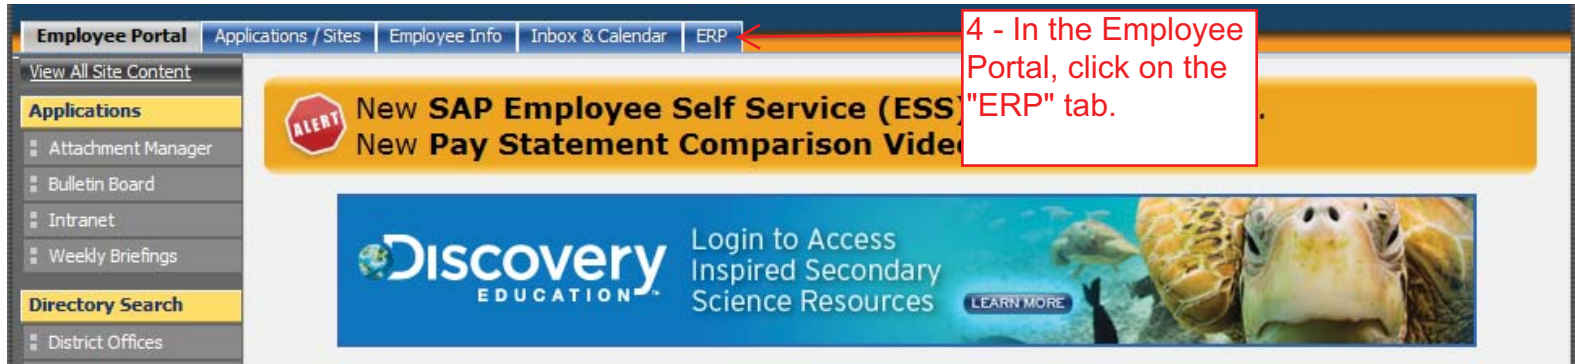 Employee Portal Applications / Sites Employee Info Inbox & Calendar ERP
4 - In the Employee
Portal, click on the
"ERP" tab.
View All Site Content
Applications
Attachment Manager
Bulletin Board
Intranet
Weekly Briefings
Directory Search
District Offices
ALERT
New SAP Employee Self Service (ESS)
New Pay Statement Comparison
DISCOVERY
EDUCATION
Login to Access
Inspired Secondary
Science Resources
LEARN MORE